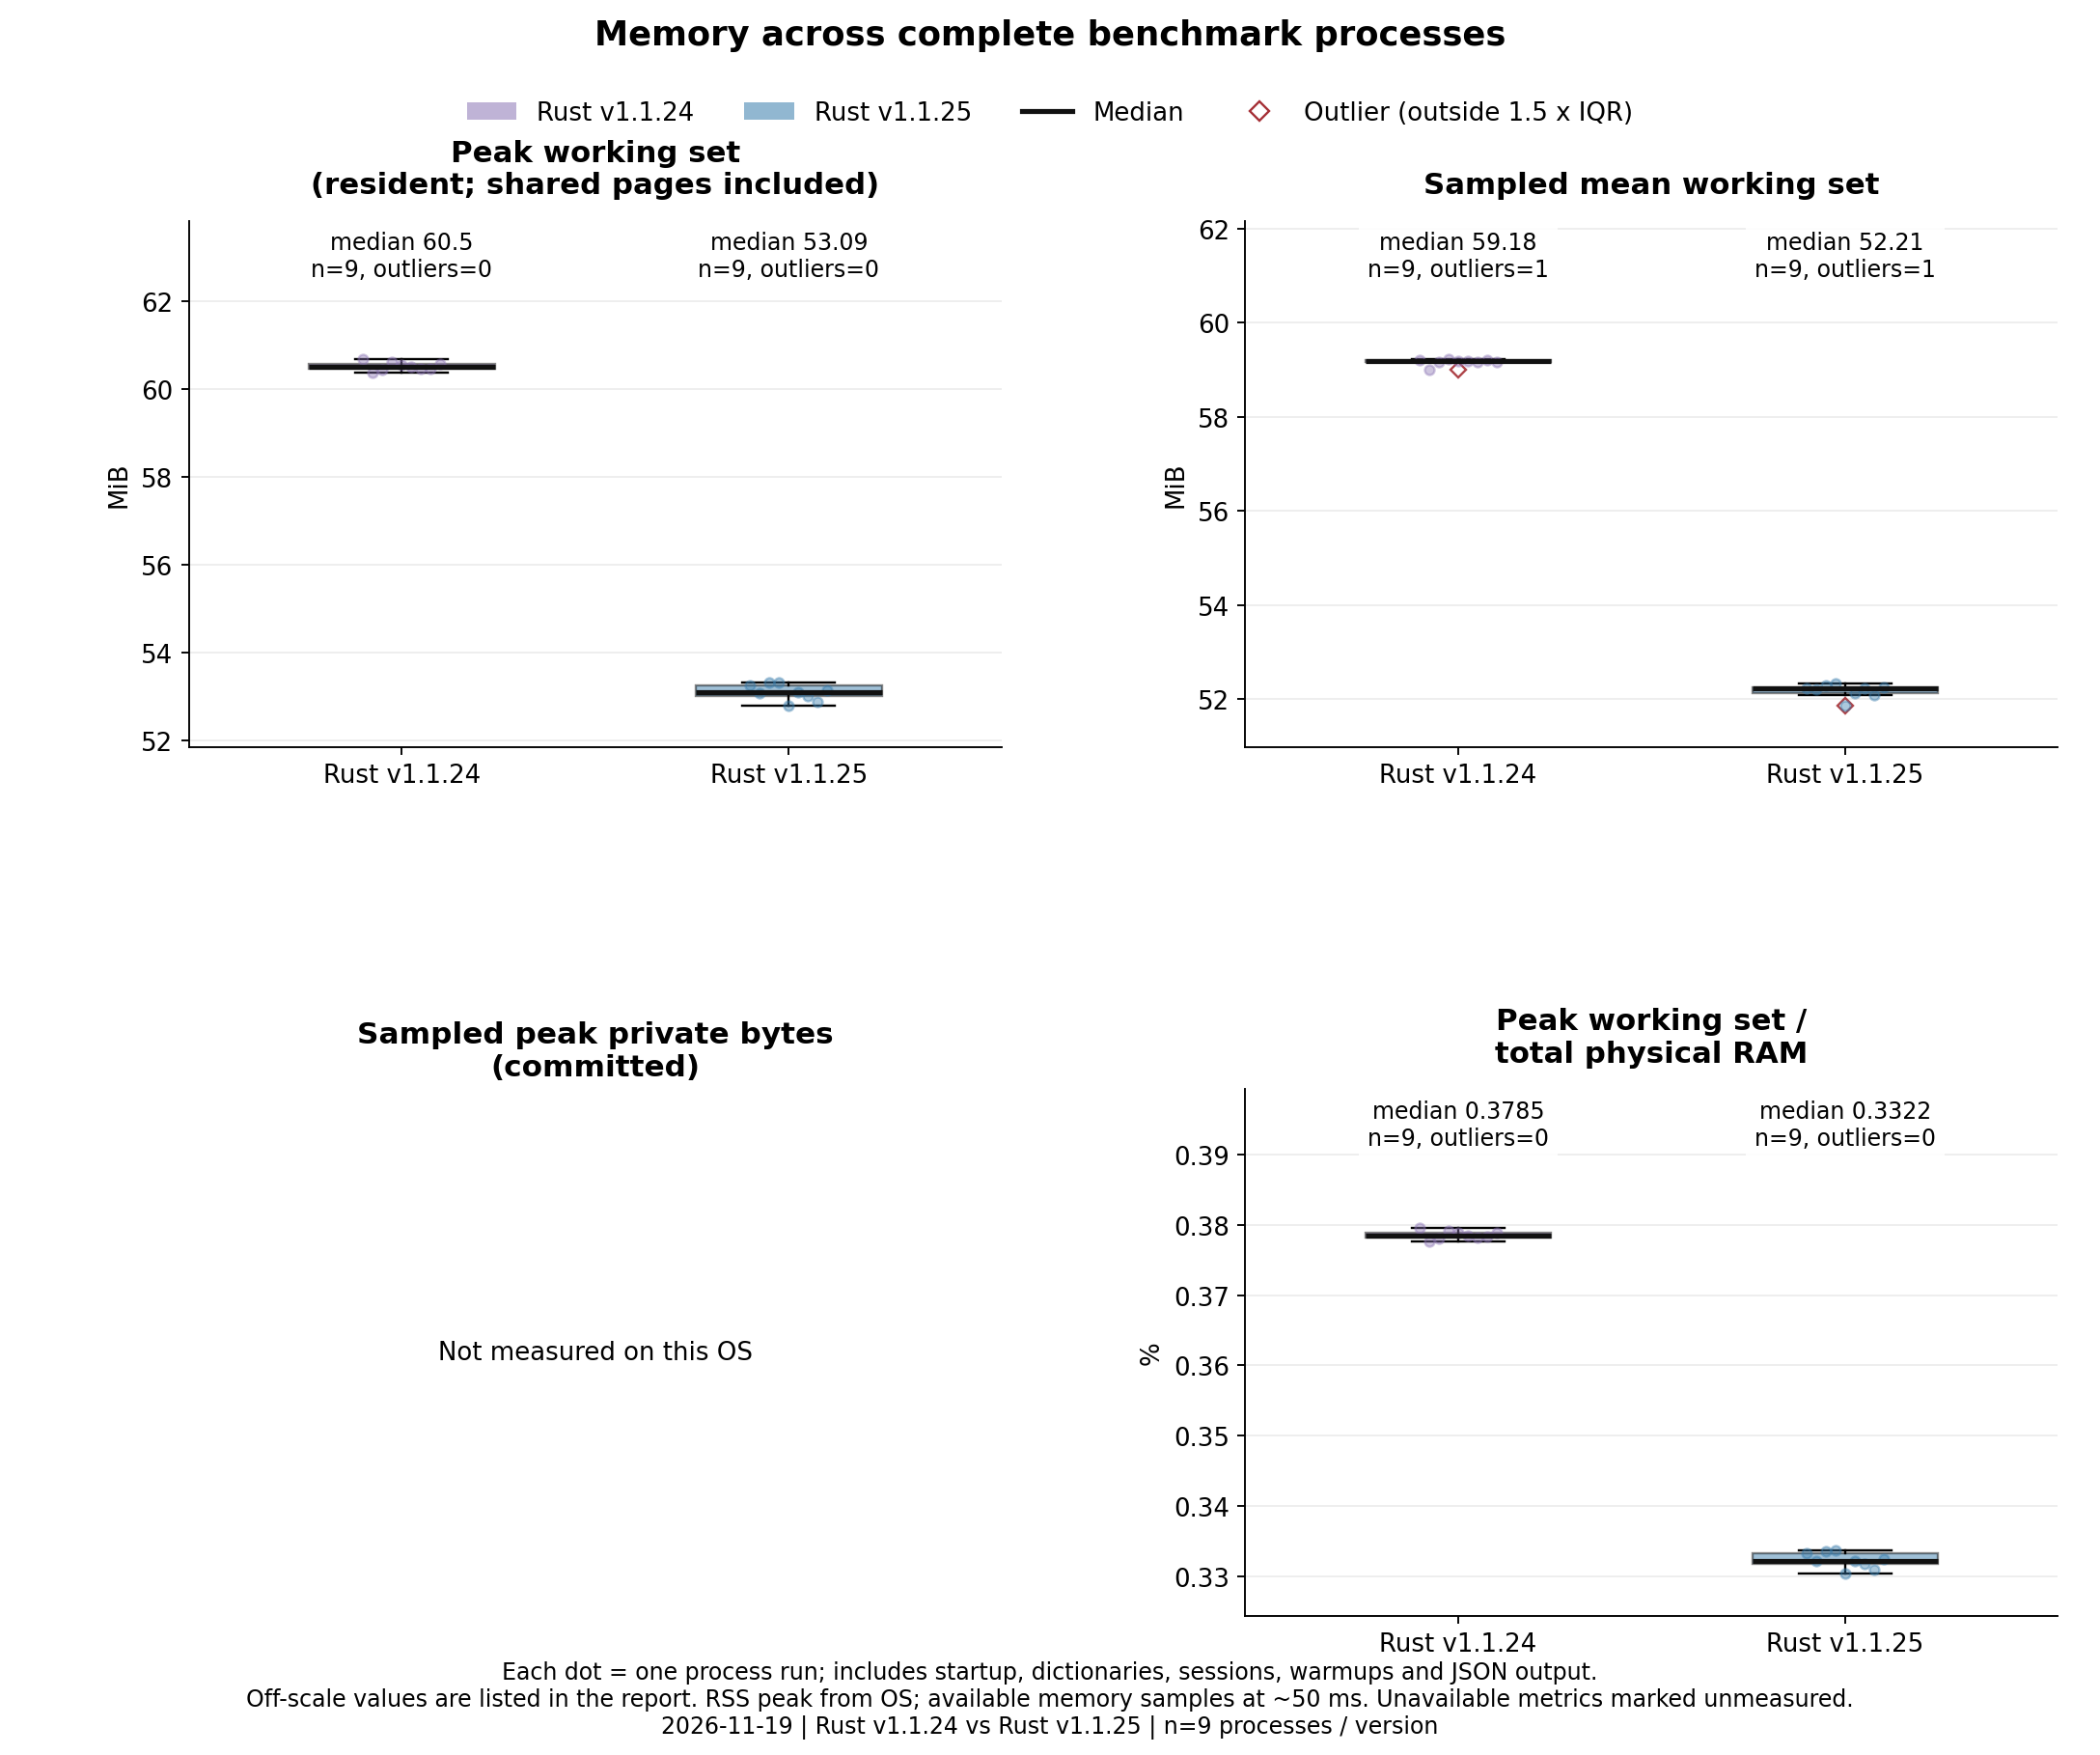 Memory across complete benchmark processes
Rust v1.1.24
Rust v1.1.25
Median
Outlier (outside 1.5 x IQR)
Peak working set
(resident; shared pages included)
median 60.5
n=9, outliers=0
median 53.09
n=9, outliers=0
MiB
62
60
58
56
54
52
Rust v1.1.24
Rust v1.1.25
Sampled mean working set
median 59.18
n=9, outliers=1
median 52.21
n=9, outliers=1
MiB
62
60
58
56
54
52
Rust v1.1.24
Rust v1.1.25
Sampled peak private bytes
(committed)
Not measured on this OS
Peak working set /
total physical RAM
median 0.3785
n=9, outliers=0
median 0.3322
n=9, outliers=0
%
0.39
0.38
0.37
0.36
0.35
0.34
0.33
Rust v1.1.24
Rust v1.1.25
Each dot = one process run; includes startup, dictionaries, sessions, warmups and JSON output.
Off-scale values are listed in the report. RSS peak from OS; available memory samples at ~50 ms. Unavailable metrics marked unmeasured.
2026-11-19 | Rust v1.1.24 vs Rust v1.1.25 | n=9 processes / version